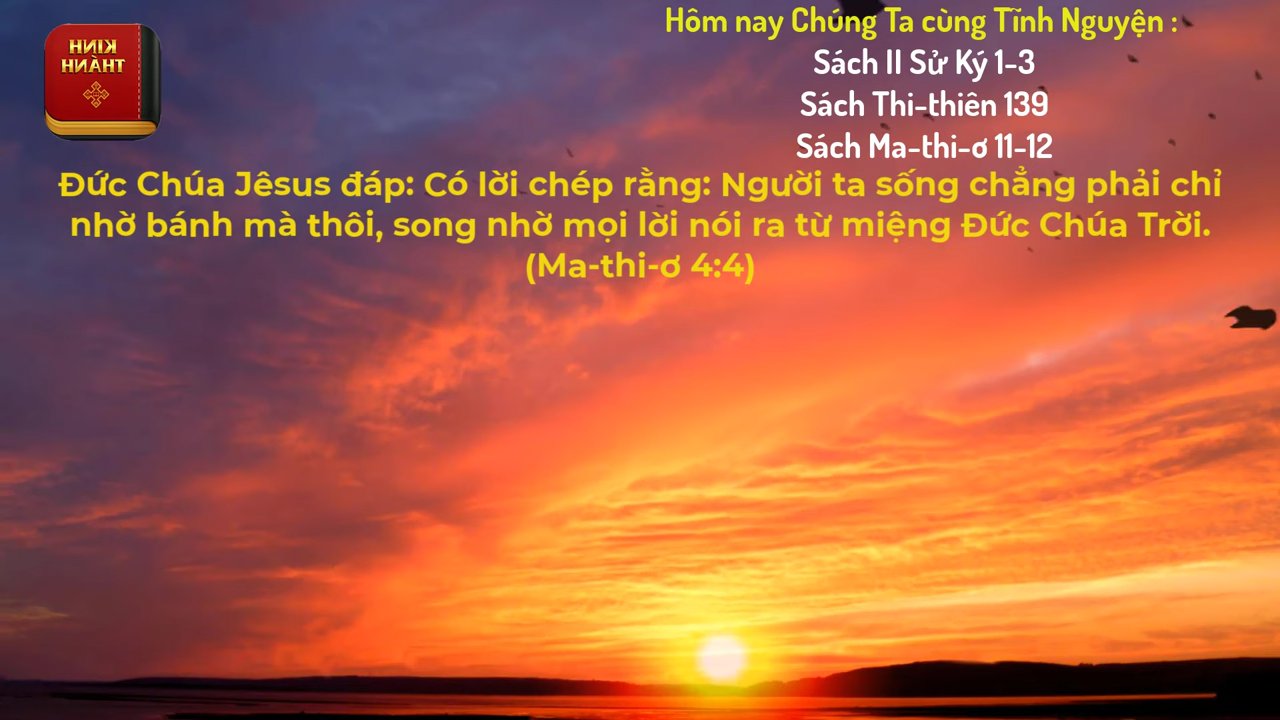 KINH
THÀNH
Hôm nay Chúng Ta cùng Tĩnh Nguyện :
Sách II Sử Ký 1-3
Sách Thi-thiên 139
Sách Ma-thi-ơ 11-12
Đức Chúa Jêsus đáp: Có lời chép rằng: Người ta sống chẳng phải chỉ
nhờ bánh mà thôi, song nhờ mọi lời nói ra từ miệng Đức Chúa Trời.
(Ma-thi-ơ 4:4)